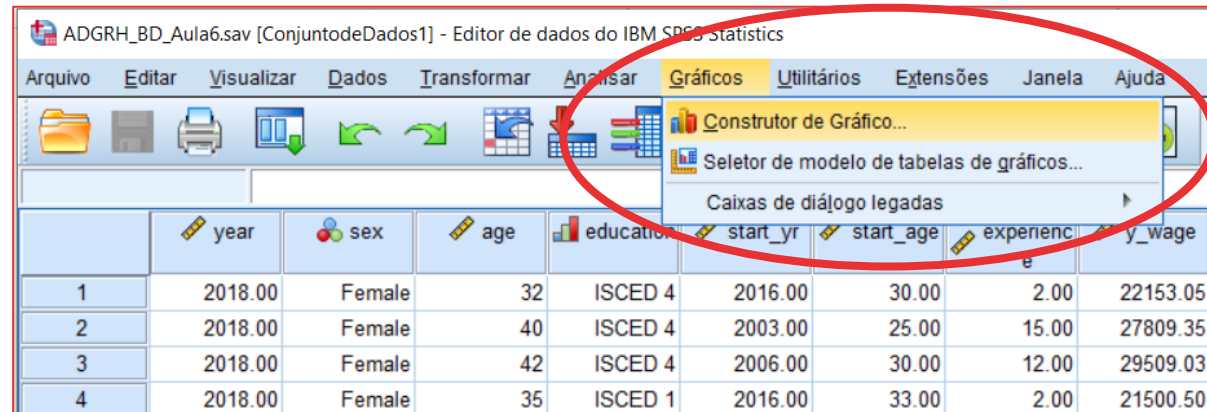 ADGRH_BD_Aula6.sav [ConjuntodeDados1] - Editor de dados do IBM SPSS Statistics
Arquivo Editar Visualizar Dados Transformar Analisar Gráficos Utilitários Extensões Janela Ajuda
Construtor de Gráfico...
Seletor de modelo de tabelas de gráficos...
Caixas de diálogo legadas
year sex age education start_yr start_age experienc y_wage
e
1 2018.00 Female 32 ISCED 4 2016.00 30.00 2.00 22153.05
2 2018.00 Female 40 ISCED 4 2003.00 25.00 15.00 27809.35
3 2018.00 Female 42 ISCED 4 2006.00 30.00 12.00 29509.03
4 2018.00 Female 35 ISCED 1 2016.00 33.00 2.00 21500.50